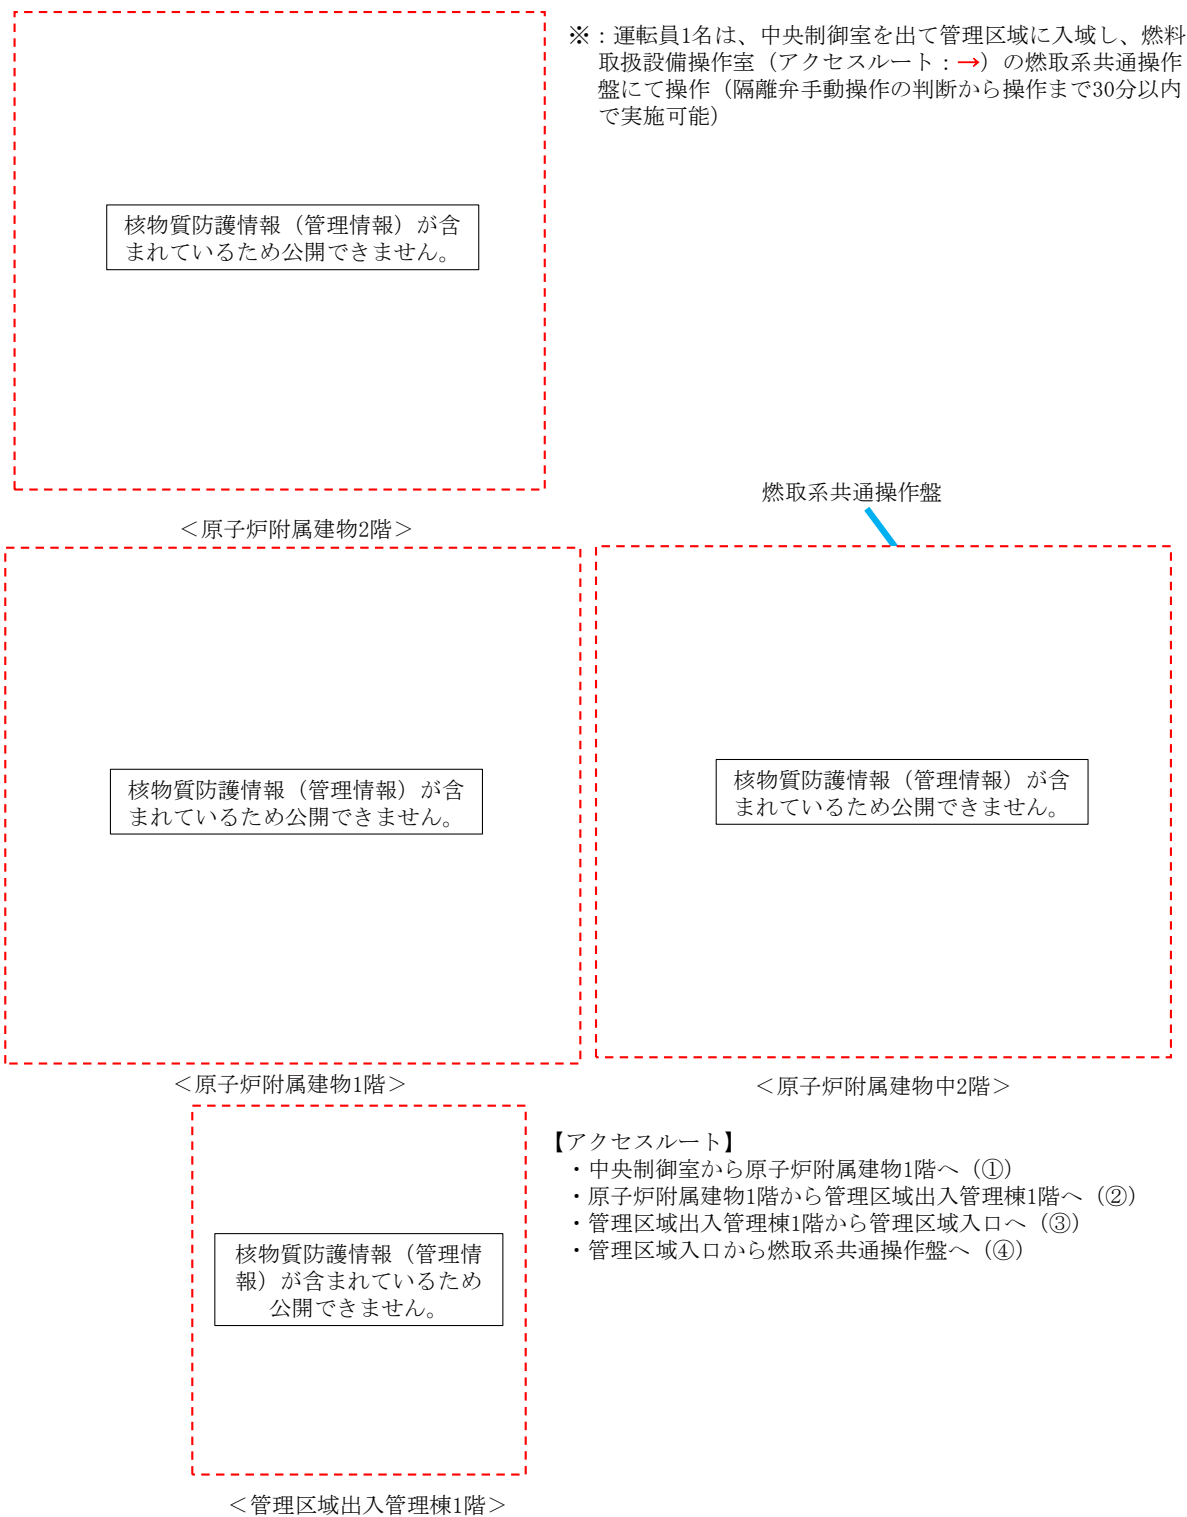 ※：運転員1名は、中央制御室を出て管理区域に入域し、燃料
取扱設備操作室（アクセスルート：→）の燃取系共通操作
盤にて操作（隔離弁手動操作の判断から操作まで30分以内
で実施可能）
核物質防護情報（管理情報）が含
まれているため公開できません。
＜原子炉附属建物2階＞
燃取系共通操作盤
核物質防護情報（管理情報）が含
まれているため公開できません。
＜原子炉附属建物1階＞
核物質防護情報（管理情報）が含
まれているため公開できません。
＜原子炉附属建物中2階＞
核物質防護情報（管理情
報）が含まれているため
公開できません。
＜管理区域出入管理棟1階＞
【アクセスルート】
・中央制御室から原子炉附属建物1階へ（①）
・原子炉附属建物1階から管理区域出入管理棟1階へ（②）
・管理区域出入管理棟1階から管理区域入口へ（③）
・管理区域入口から燃取系共通操作盤へ（④）